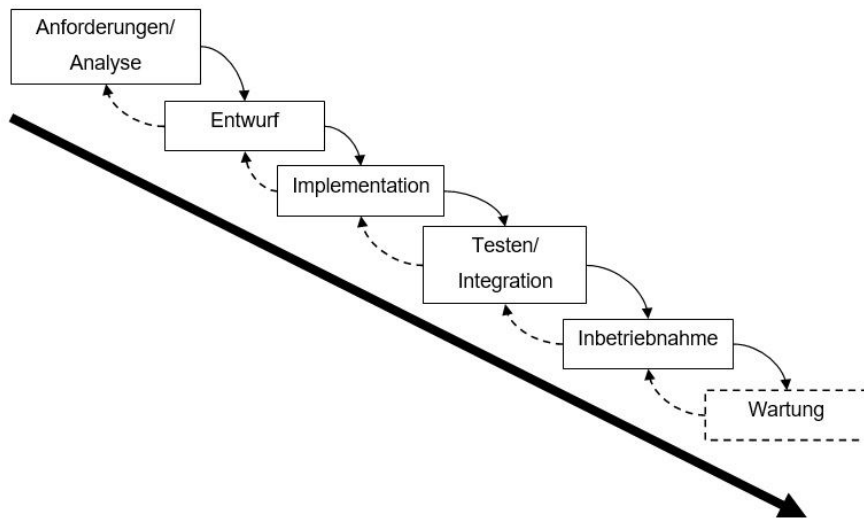 Anforderungen/
Analyse
Entwurf
Implementation
Testen/
Integration
Inbetriebnahme
Wartung